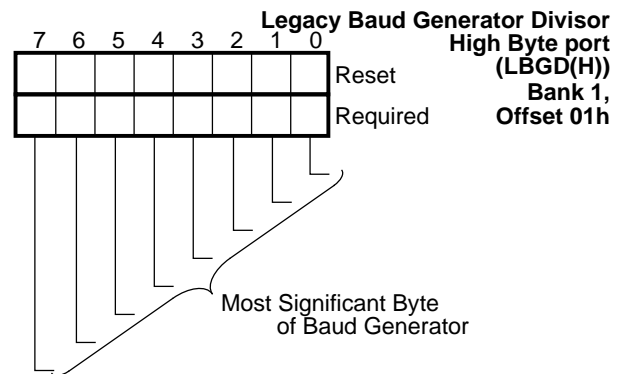 Legacy Baud Generator Divisor
High Byte port
(LBGD(H))
Bank 1,
Offset 01h
7 6 5 4 3 2 1 0
Reset
Required
Most Significant Byte
of Baud Generator